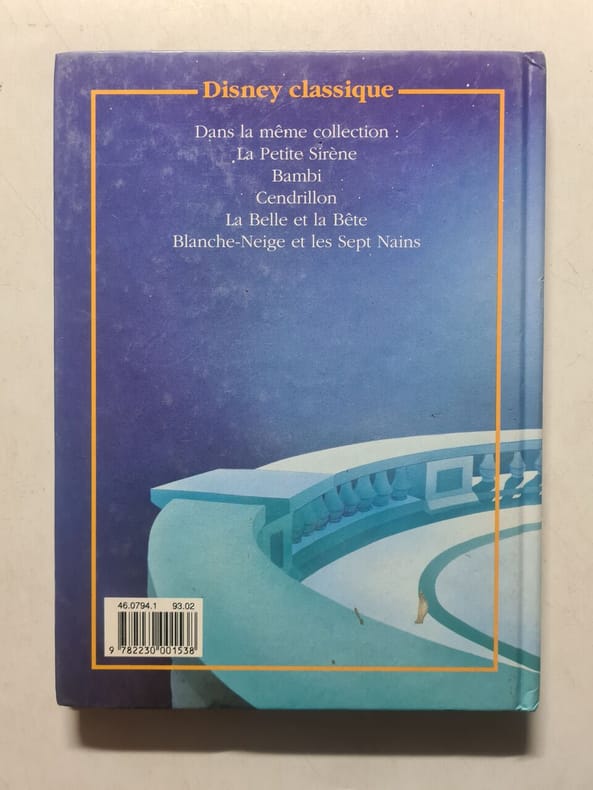 Disney classique
Dans la même collection :
La Petite Sirène
Bambi
Cendrillon
La Belle et la Bête
Blanche-Neige et les Sept Nains
46.0794.1 93.02
9 782230 001538